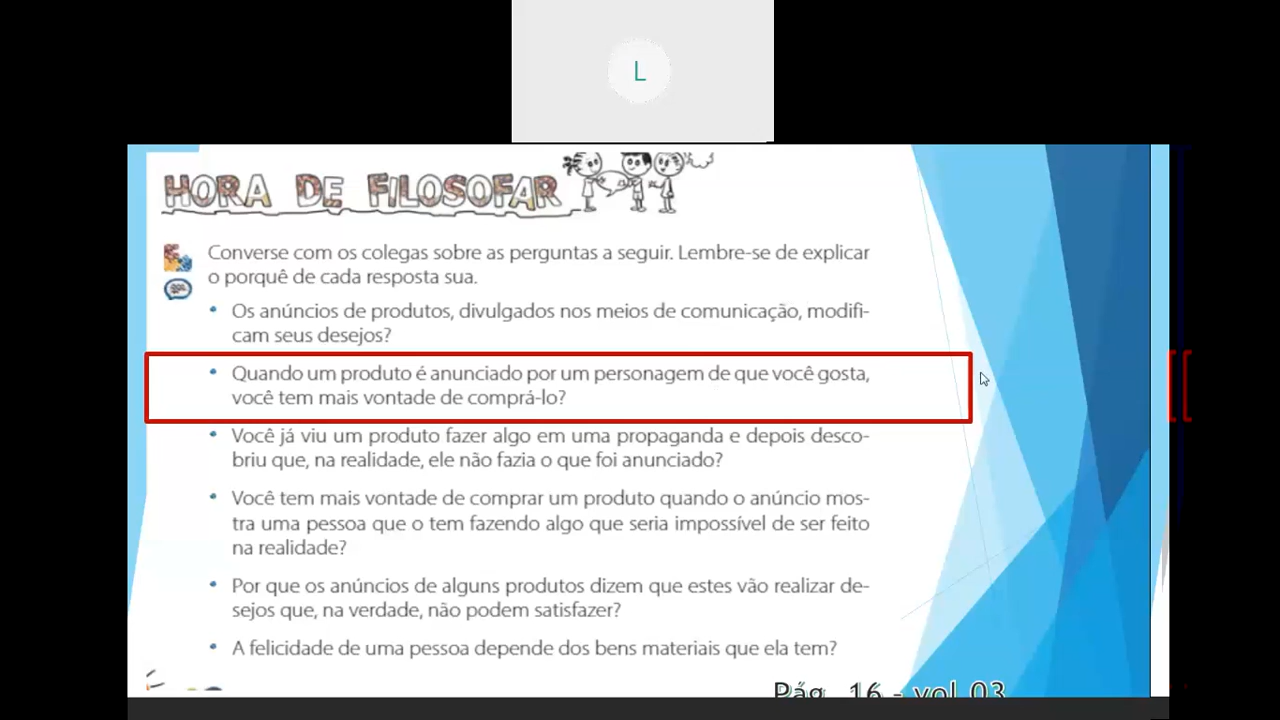 L
HORA DE FILOSOFAR
Converse com os colegas sobre as perguntas a seguir. Lembre-se de explicar
o porquê de cada resposta sua.
• Os anúncios de produtos, divulgados nos meios de comunicação, modifi-
cam seus desejos?
• Quando um produto é anunciado por um personagem de que você gosta,
você tem mais vontade de comprá-lo?
• Você já viu um produto fazer algo em uma propaganda e depois desco-
briu que, na realidade, ele não fazia o que foi anunciado?
• Você tem mais vontade de comprar um produto quando o anúncio mos-
tra uma pessoa que o tem fazendo algo que seria impossível de ser feito
na realidade?
• Por que os anúncios de alguns produtos dizem que estes vão realizar de-
sejos que, na verdade, não podem satisfazer?
• A felicidade de uma pessoa depende dos bens materiais que ela tem?
Pág. 16 - vol 03